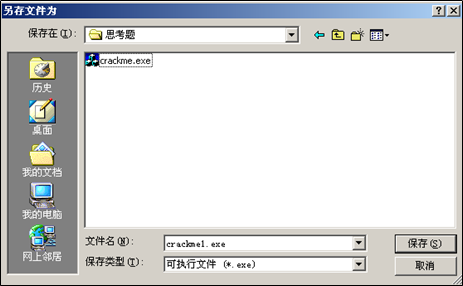 另存文件为
保存在(I):
思考题
crackme.exe
历史
桌面
我的文档
我的电脑
网上邻居
文件名(N):
crackme1.exe
保存(S)
保存类型(T):
可执行文件 (*.exe)
取消